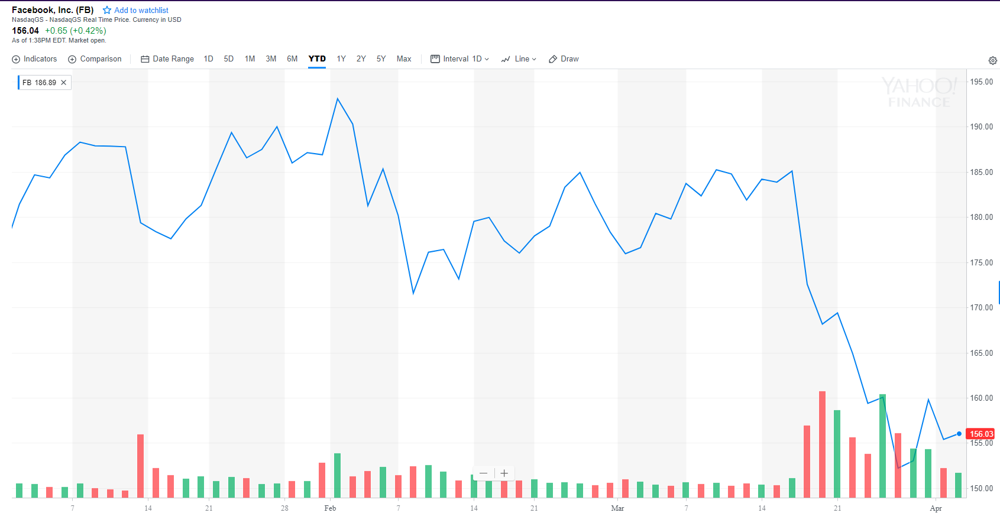 Facebook, Inc. (FB) Add to watchlist
NasdaqGS - NasdaqGS Real Time Price. Currency in USD
156.04 +0.65 (+0.42%)
As of 1:38PM EDT. Market open.
Indicators Comparison Date Range 1D 5D 1M 3M 6M YTD 1Y 2Y 5Y Max Interval 1D Line Draw
FB 186.89
YAHOO!
FINANCE
195.00
190.00
185.00
180.00
175.00
170.00
165.00
160.00
156.03
155.00
150.00
7 14 21 28 Feb 7 14 21 Mar 7 14 21 Apr